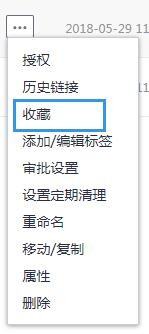 2018-05-29 11
授权
历史链接
收藏
添加/编辑标签
审批设置
设置定期清理
重命名
移动/复制
属性
删除